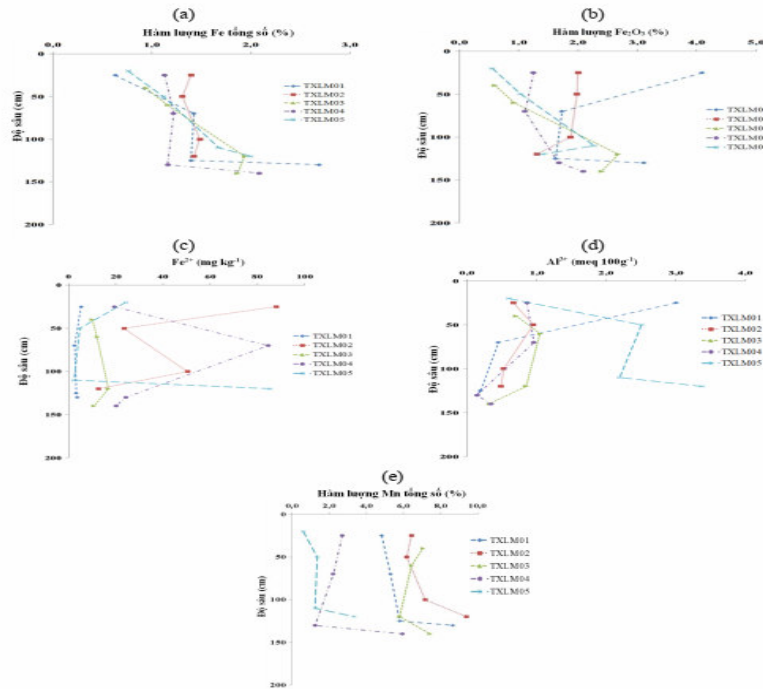 (a)
Hàm lượng Fe tổng số (%)
0,0 1,0 2,0 3,0
0
50
100
150
200
Độ sâu (cm)
TXLM01
TXLM02
TXLM03
TXLM04
TXLM05
(b)
Hàm lượng Fe₂O₃ (%)
0,0 1,0 2,0 4,0 5,0
0
50
100
150
200
Độ sâu (cm)
TXLM0
TXLM0
TXLM0
TXLM0
TXLM0
(c)
Fe²⁺ (mg kg⁻¹)
0 20 40 60 80 100
0
50
100
150
200
Độ sâu (cm)
TXLM01
TXLM02
TXLM03
TXLM04
TXLM05
(d)
Al³⁺ (meq 100g⁻¹)
0,0 1,0 2,0 3,0 4,0
0
50
100
150
200
Độ sâu (cm)
TXLM01
TXLM02
TXLM03
TXLM04
TXLM05
(e)
Hàm lượng Mn tổng số (%)
0,0 2,0 4,0 6,0 8,0 10,0
0
50
100
150
200
Độ sâu (cm)
TXLM01
TXLM02
TXLM03
TXLM04
TXLM05